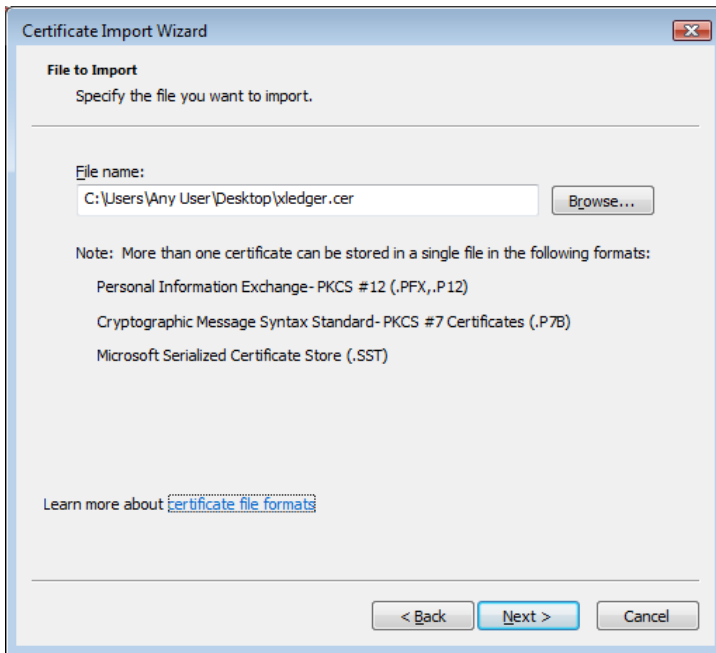 Certificate Import Wizard
File to Import
Specify the file you want to import.
File name:
C:\Users\Any User\Desktop\xledger.cer
Browse...
Note: More than one certificate can be stored in a single file in the following formats:
Personal Information Exchange- PKCS #12 (.PFX,.P12)
Cryptographic Message Syntax Standard- PKCS #7 Certificates (.P7B)
Microsoft Serialized Certificate Store (.SST)
Learn more about certificate file formats
< Back
Next >
Cancel